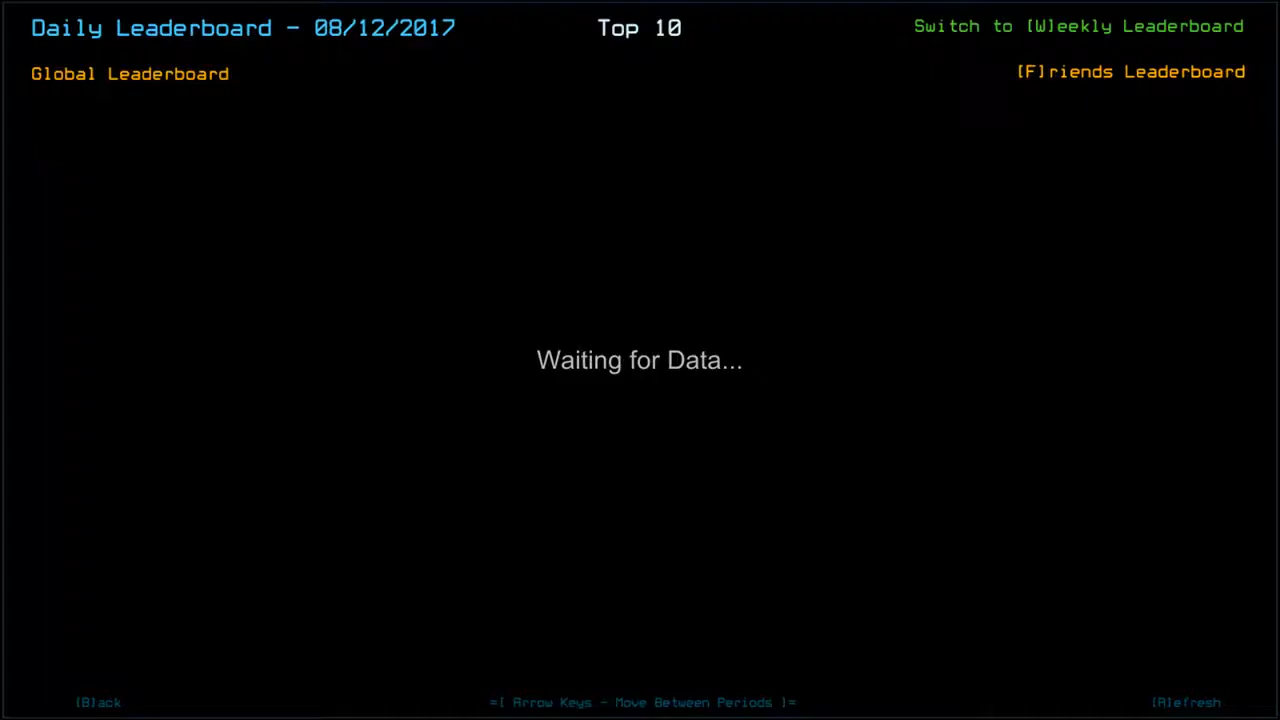 Daily Leaderboard - 08/12/2017
Top 10
Switch to [W]eekly Leaderboard
Global Leaderboard
[F]riends Leaderboard
Waiting for Data...
[B]ack
=[ Arrow Keys - Move Between Periods ]=
[R]efresh